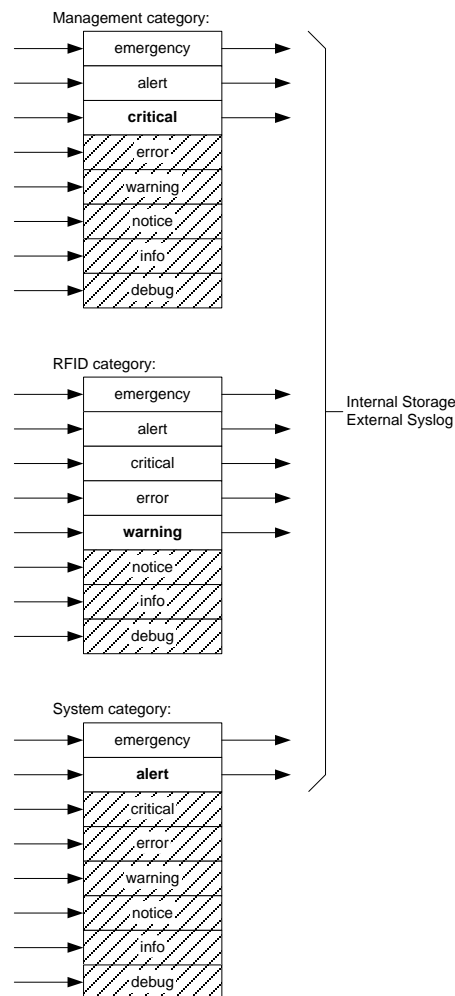 Management category:
emergency
alert
critical
error
warning
notice
info
debug
RFID category:
emergency
alert
critical
error
warning
notice
info
debug
Internal Storage
External Syslog
System category:
emergency
alert
critical
error
warning
notice
info
debug